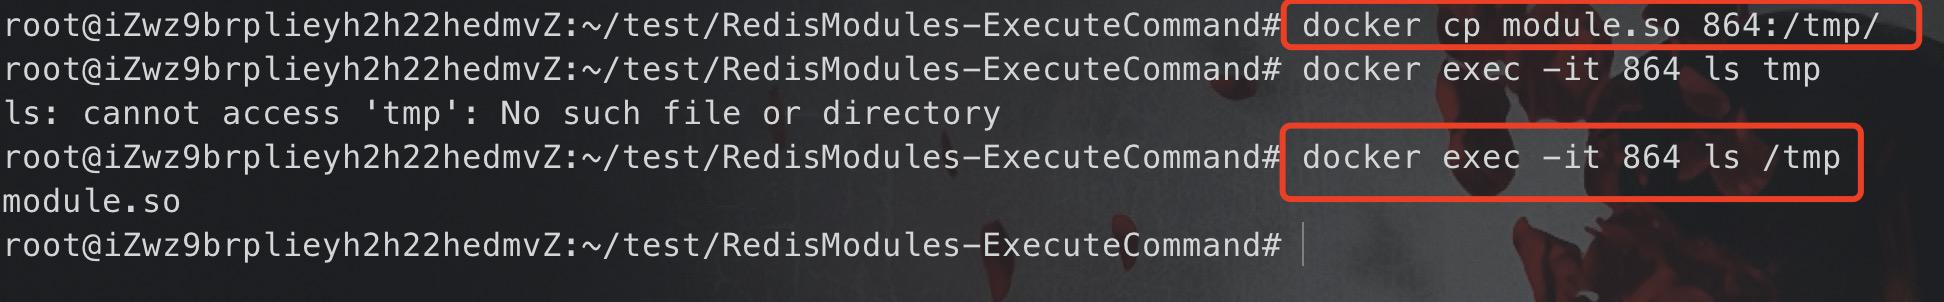 root@iZwz9brplieyh2h22hedmvZ:~/test/RedisModules-ExecuteCommand# docker cp module.so 864:/tmp/
root@iZwz9brplieyh2h22hedmvZ:~/test/RedisModules-ExecuteCommand# docker exec -it 864 ls tmp
ls: cannot access 'tmp': No such file or directory
root@iZwz9brplieyh2h22hedmvZ:~/test/RedisModules-ExecuteCommand# docker exec -it 864 ls /tmp
module.so
root@iZwz9brplieyh2h22hedmvZ:~/test/RedisModules-ExecuteCommand#